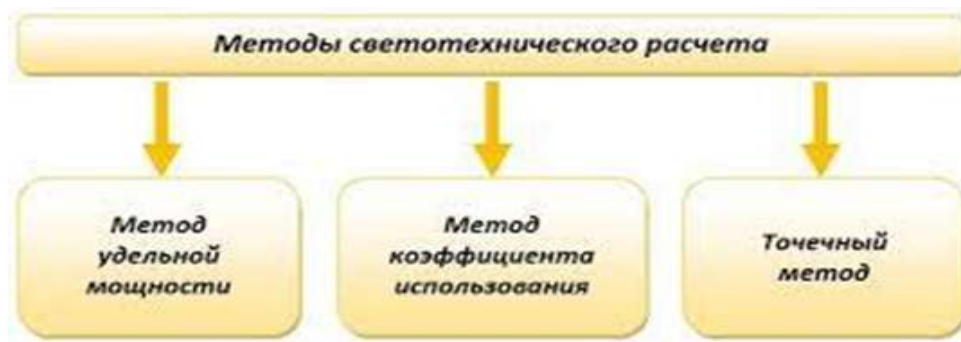 Методы светотехнического расчета
Метод
удельной
мощности
Метод
коэффициента
использования
Точечный
метод